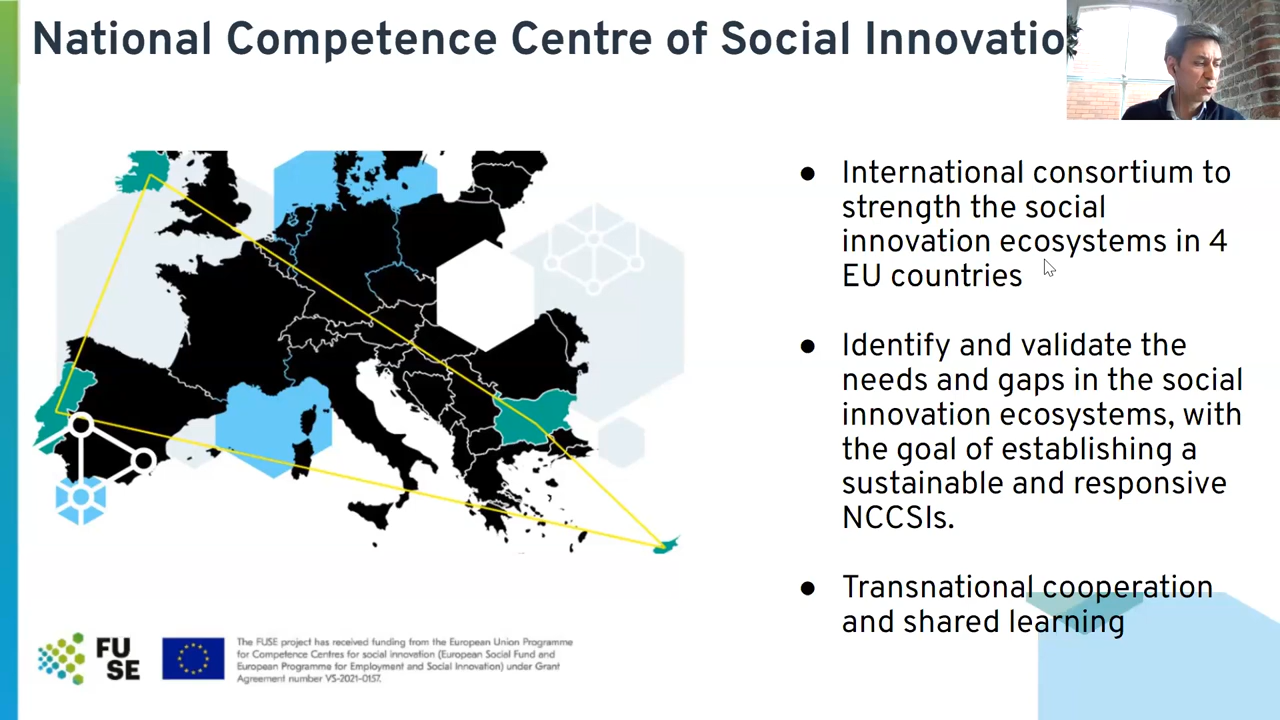 National Competence Centre of Social Innovatio
● International consortium to
strength the social
innovation ecosystems in 4
EU countries
● Identify and validate the
needs and gaps in the social
innovation ecosystems, with
the goal of establishing a
sustainable and responsive
NCCSIs.
● Transnational cooperation
and shared learning
FU
SE
The FUSE project has received funding from the European Union Programme
for Competence Centres for social innovation (European Social Fund and
European Programme for Employment and Social Innovation) under Grant
Agreement number VS-2021-0157.